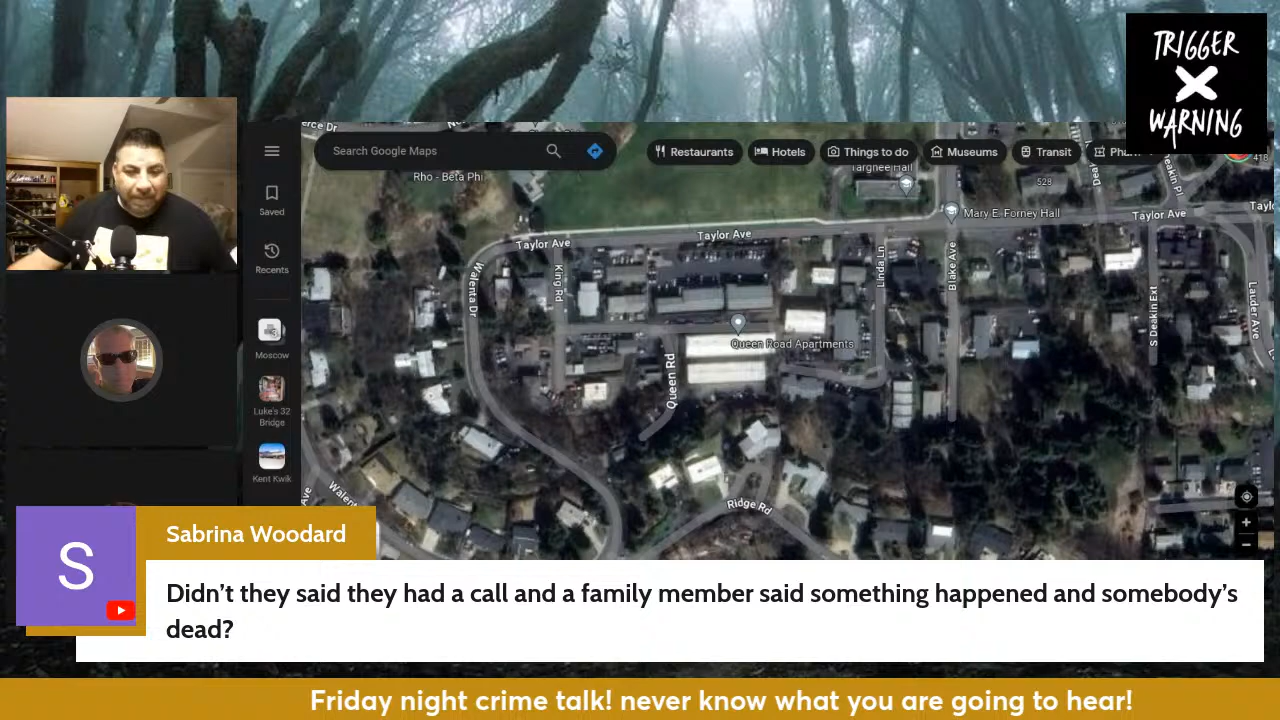 TRIGGER
X
WARNING
Search Google Maps
Restaurants
Hotels
Things to do
Museums
Transit
Saved
Recents
Moscow
Luke's 32
Bridge
Kent Kwik
Rho - Beta Phi
Targhee Hall
528
418
Mary E. Forney Hall
Taylor Ave
Taylor Ave
Taylor Ave
Walenta Dr
King Rd
Linda Ln
Blake Ave
S Deakin Ext
Lauder Ave
Queen Road Apartments
Queen Rd
Ridge Rd
S
Sabrina Woodard
Didn't they said they had a call and a family member said something happened and somebody's
dead?
Friday night crime talk! never know what you are going to hear!